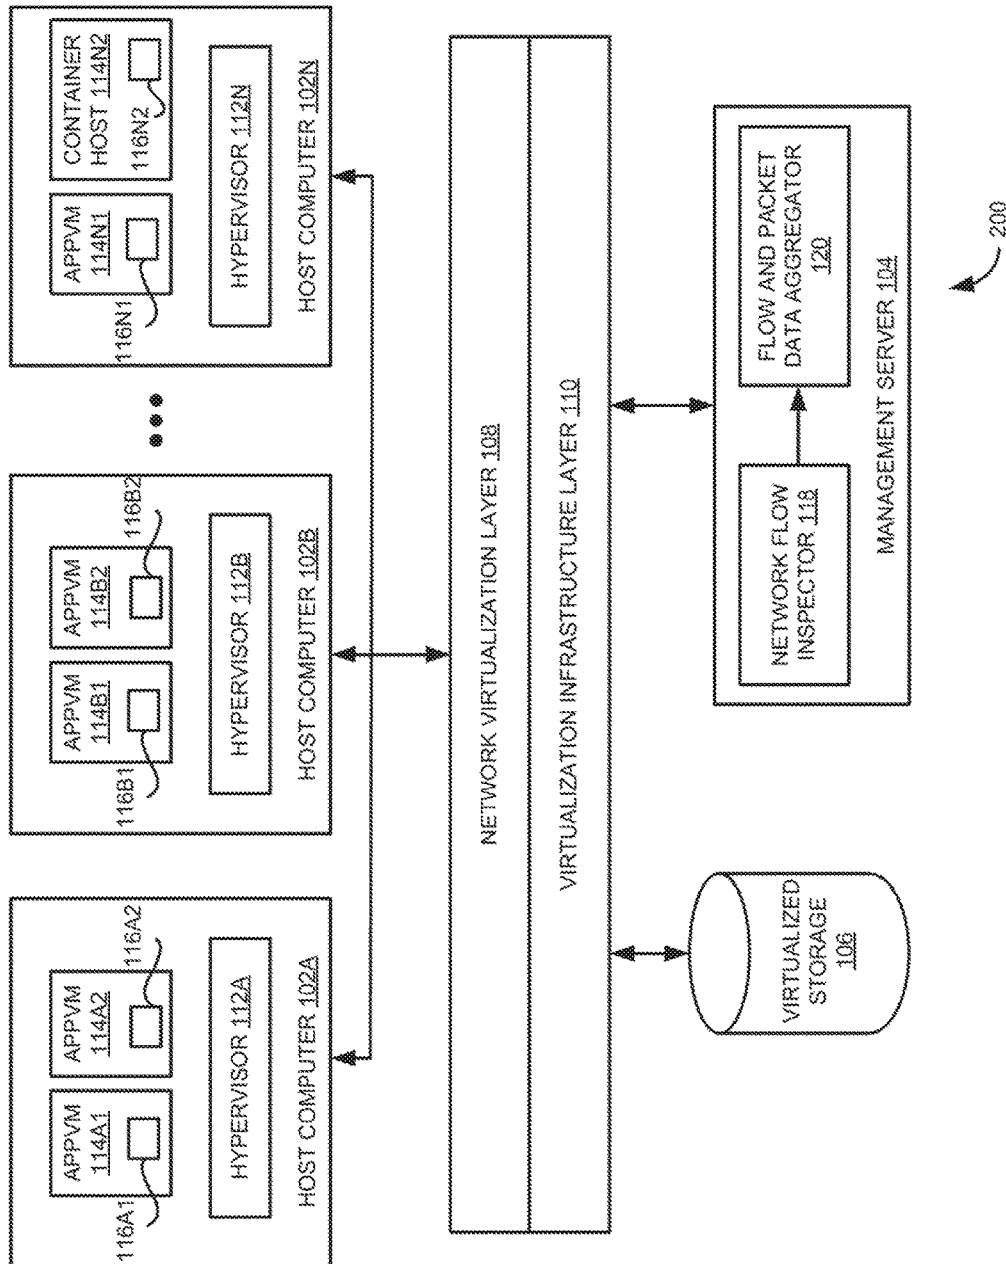 APPVM
114A1
APPVM
114A2
116A1
116A2
HYPERVISOR 112A
HOST COMPUTER 102A
APPVM
114B1
APPVM
114B2
116B1
116B2
HYPERVISOR 112B
HOST COMPUTER 102B
APPVM
114N1
CONTAINER
HOST 114N2
116N1
116N2
HYPERVISOR 112N
HOST COMPUTER 102N
NETWORK VIRTUALIZATION LAYER 108
VIRTUALIZATION INFRASTRUCTURE LAYER 110
VIRTUALIZED
STORAGE
106
NETWORK FLOW
INSPECTOR 118
FLOW AND PACKET
DATA AGGREGATOR
120
MANAGEMENT SERVER 104
200